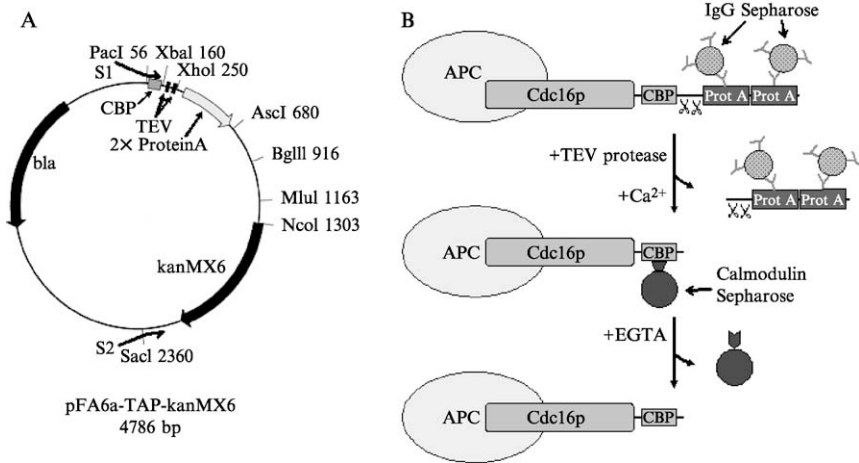 A
PacI 56
XbaI 160
S1
XhoI 250
CBP
TEV
2× ProteinA
AscI 680
BglII 916
MluI 1163
NcoI 1303
bla
kanMX6
S2
SacI 2360
pFA6a-TAP-kanMX6
4786 bp
B
IgG Sepharose
APC
Cdc16p
CBP
Prot A
Prot A
+TEV protease
+Ca²⁺
Prot A
Prot A
APC
Cdc16p
CBP
Calmodulin
Sepharose
+EGTA
APC
Cdc16p
CBP